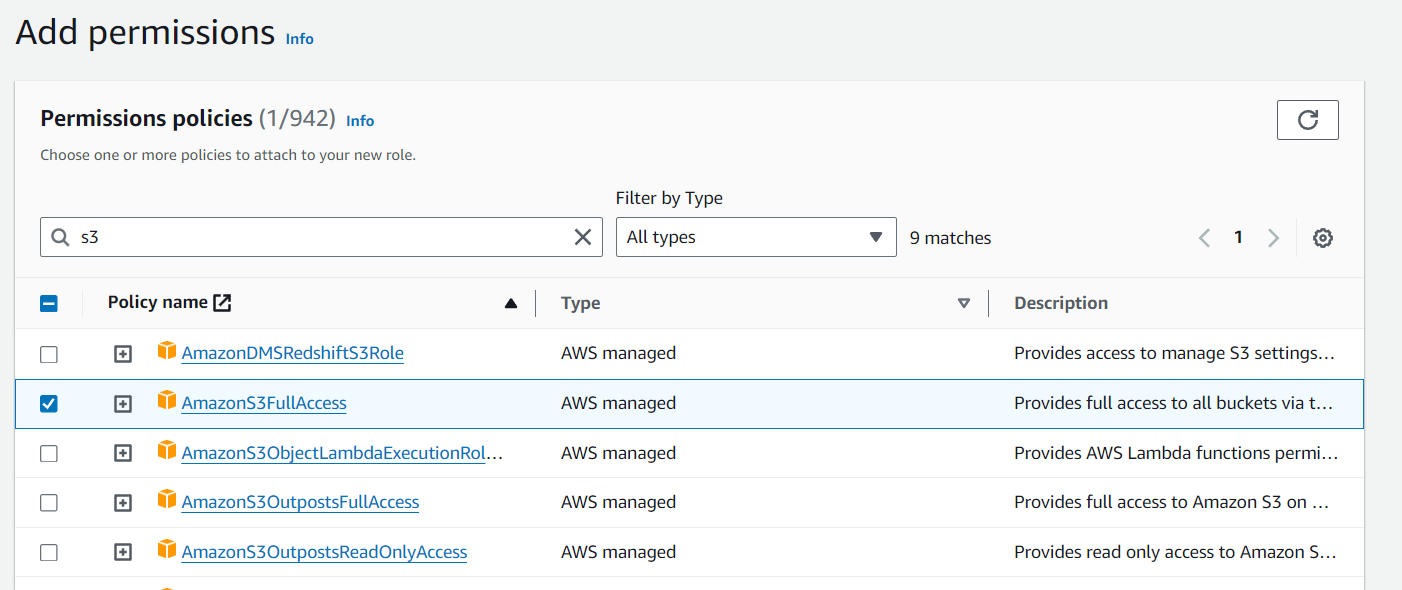 Add permissions Info
Permissions policies (1/942) Info
Choose one or more policies to attach to your new role.
Filter by Type
s3 All types 9 matches 1
Policy name Type Description
AmazonDMSRedshiftS3Role AWS managed Provides access to manage S3 settings...
AmazonS3FullAccess AWS managed Provides full access to all buckets via t...
AmazonS3ObjectLambdaExecutionRol... AWS managed Provides AWS Lambda functions permi...
AmazonS3OutpostsFullAccess AWS managed Provides full access to Amazon S3 on ...
AmazonS3OutpostsReadOnlyAccess AWS managed Provides read only access to Amazon S...